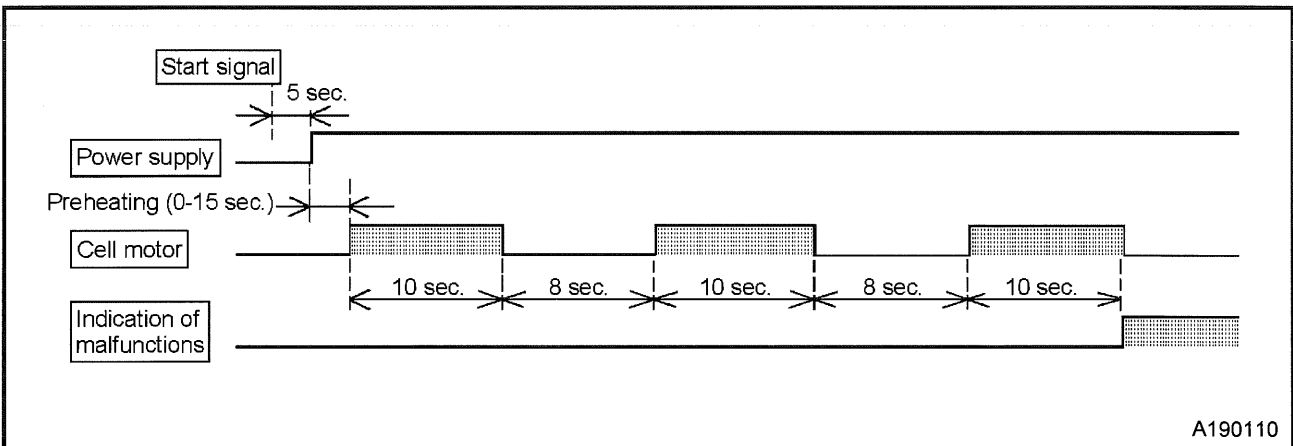 Start signal
5 sec.
Power supply
Preheating (0-15 sec.)
Cell motor
10 sec. 8 sec. 10 sec. 8 sec. 10 sec.
Indication of
malfunctions
A190110